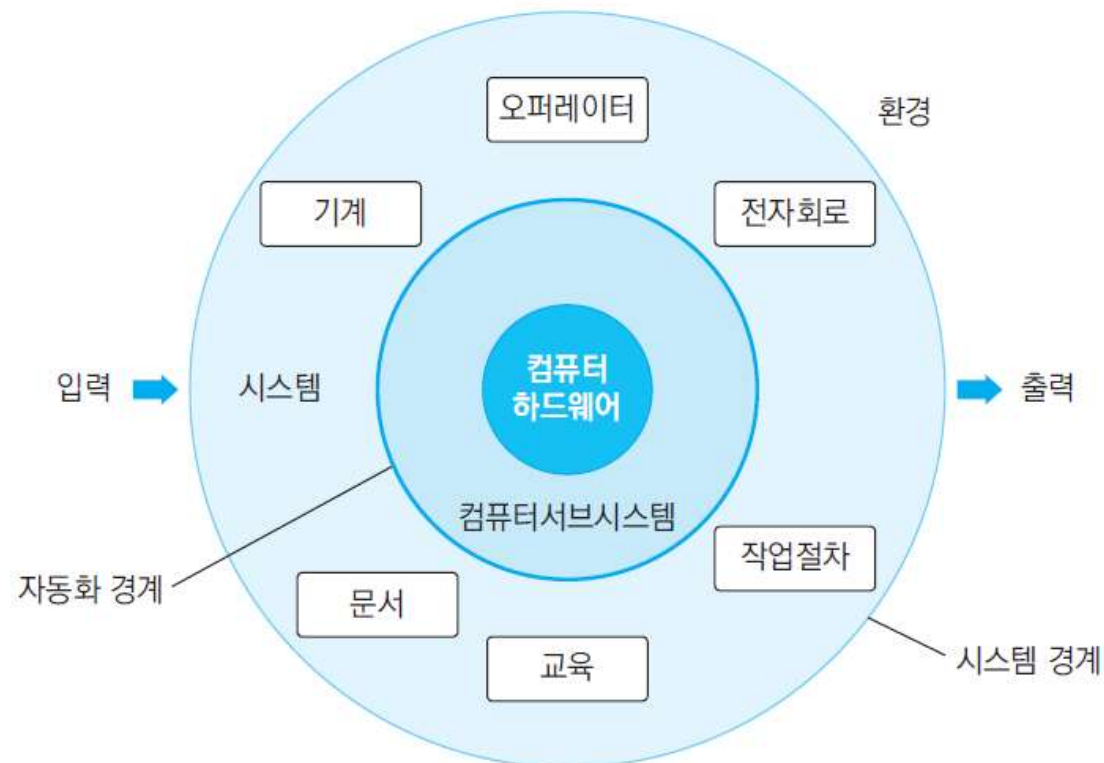 오퍼레이터
환경
기계
전자회로
컴퓨터
하드웨어
입력
시스템
출력
컴퓨터서브시스템
작업절차
자동화 경계
문서
교육
시스템 경계